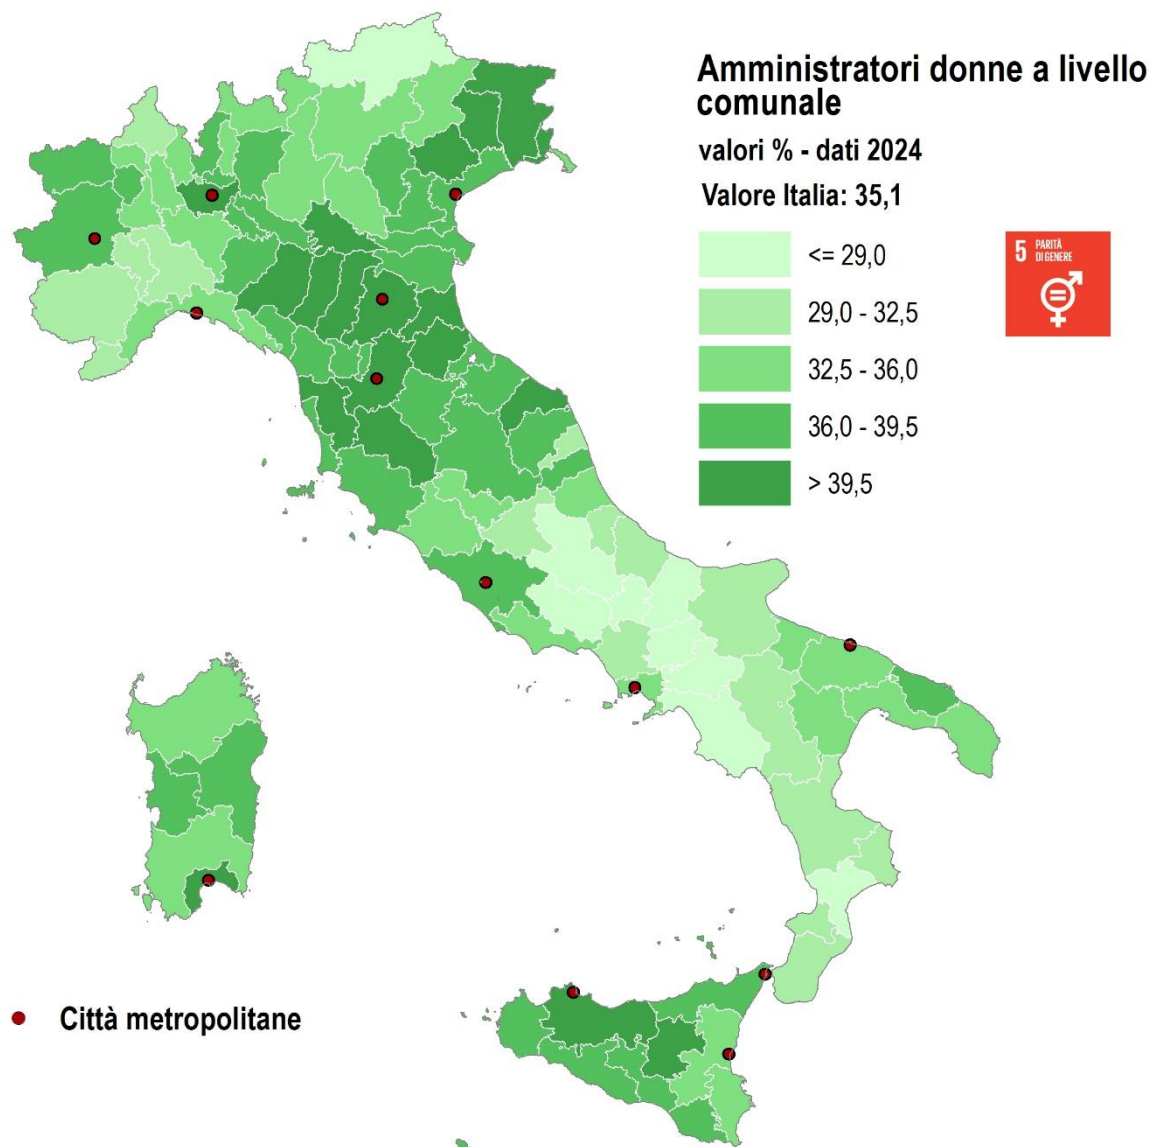 Amministratori donne a livello
comunale
valori % - dati 2024
Valore Italia: 35,1
<= 29,0
29,0 - 32,5
32,5 - 36,0
36,0 - 39,5
> 39,5
5 PARITÀ
DI GENERE
Città metropolitane